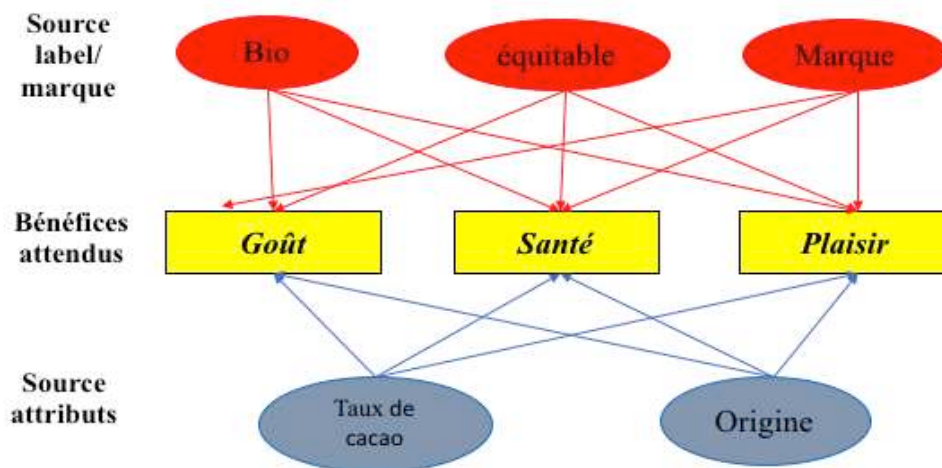 Source
label/
marque
Bio
équitable
Marque
Bénéfices
attendus
Goût
Santé
Plaisir
Source
attributs
Taux de
cacao
Origine